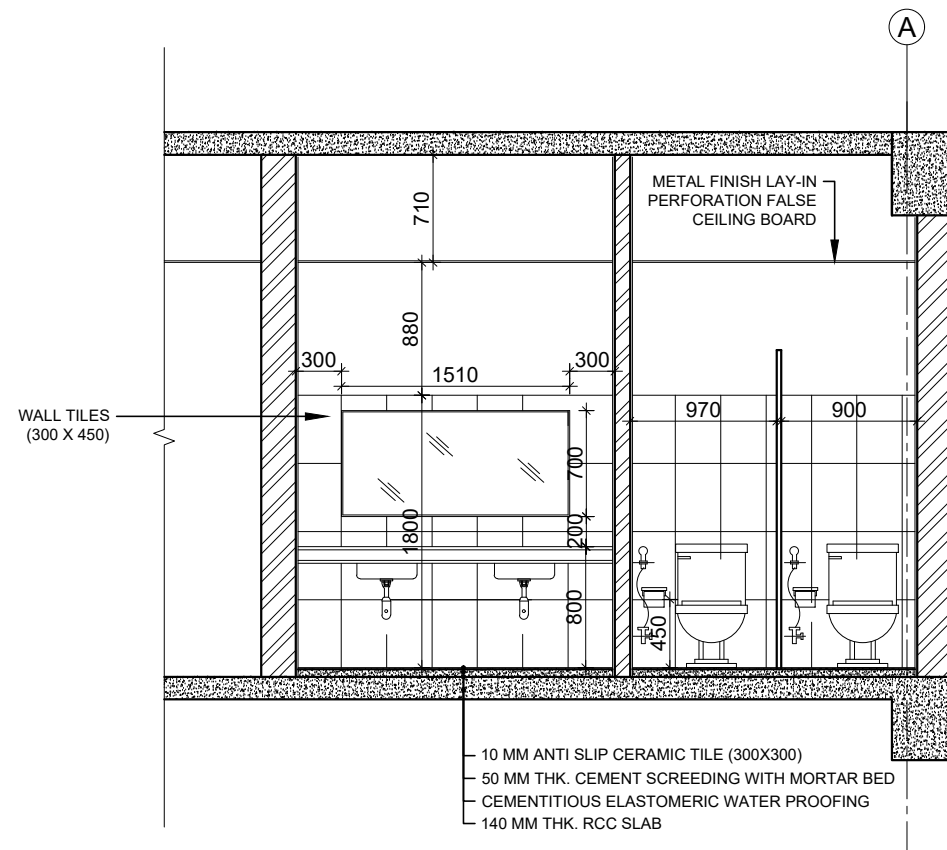 A
METAL FINISH LAY-IN
PERFORATION FALSE
CEILING BOARD
710
880
300
1510
300
WALL TILES
(300 X 450)
970
900
700
1800
200
800
450
10 MM ANTI SLIP CERAMIC TILE (300X300)
50 MM THK. CEMENT SCREEDING WITH MORTAR BED
CEMENTITIOUS ELASTOMERIC WATER PROOFING
140 MM THK. RCC SLAB